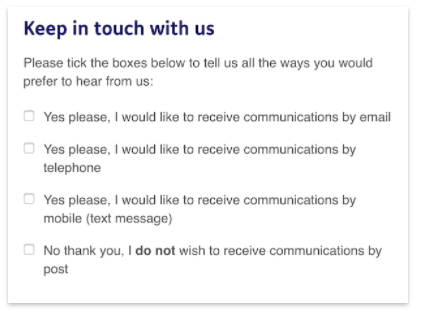 Keep in touch with us
Please tick the boxes below to tell us all the ways you would
prefer to hear from us:
Yes please, I would like to receive communications by email
Yes please, I would like to receive communications by
telephone
Yes please, I would like to receive communications by
mobile (text message)
No thank you, I do not wish to receive communications by
post